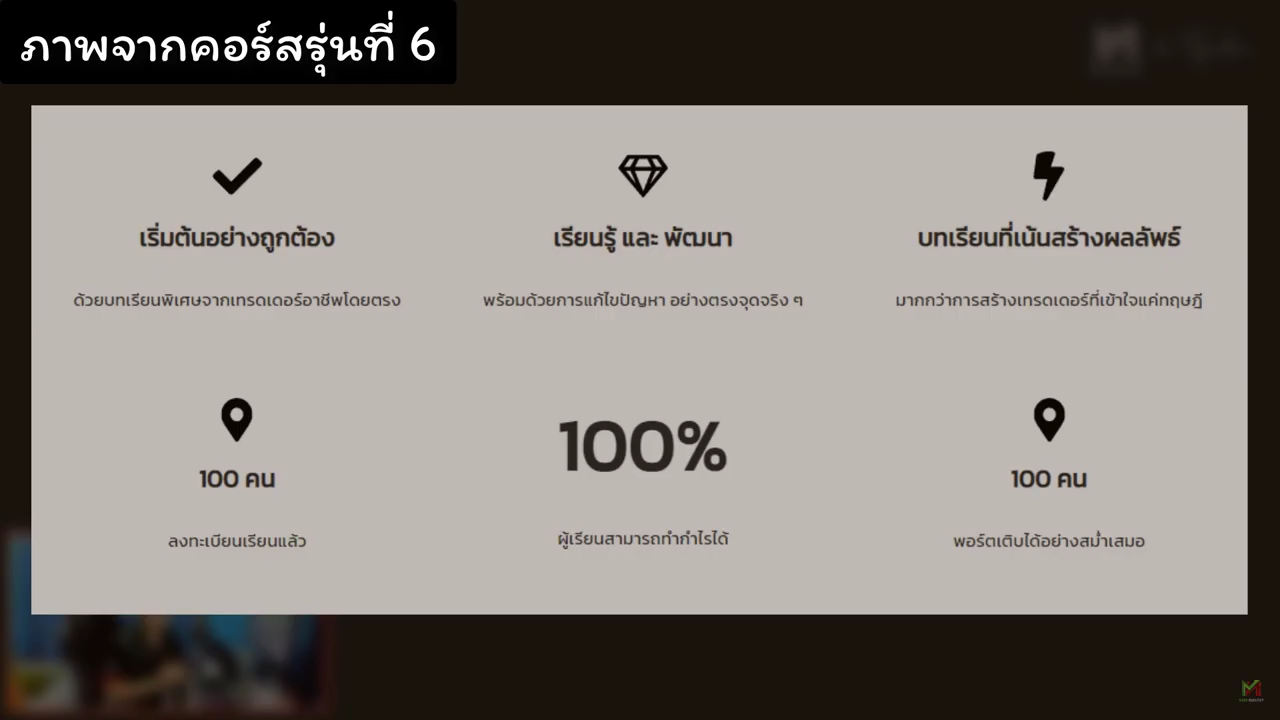 ภาพจากคอร์สรุ่นที่ 6
เริ่มต้นอย่างถูกต้อง
ด้วยบทเรียนพิเศษจากเทรดเดอร์อาชีพโดยตรง
เรียนรู้ และ พัฒนา
พร้อมด้วยการแก้ไขปัญหา อย่างตรงจุดจริง ๆ
บทเรียนที่เน้นสร้างผลลัพธ์
มากกว่าการสร้างเทรดเดอร์ที่เข้าใจแค่ทฤษฎี
100 คน
ลงทะเบียนเรียนแล้ว
100%
ผู้เรียนสามารถทำกำไรได้
100 คน
พอร์ตเติบได้อย่างสม่ำเสมอ